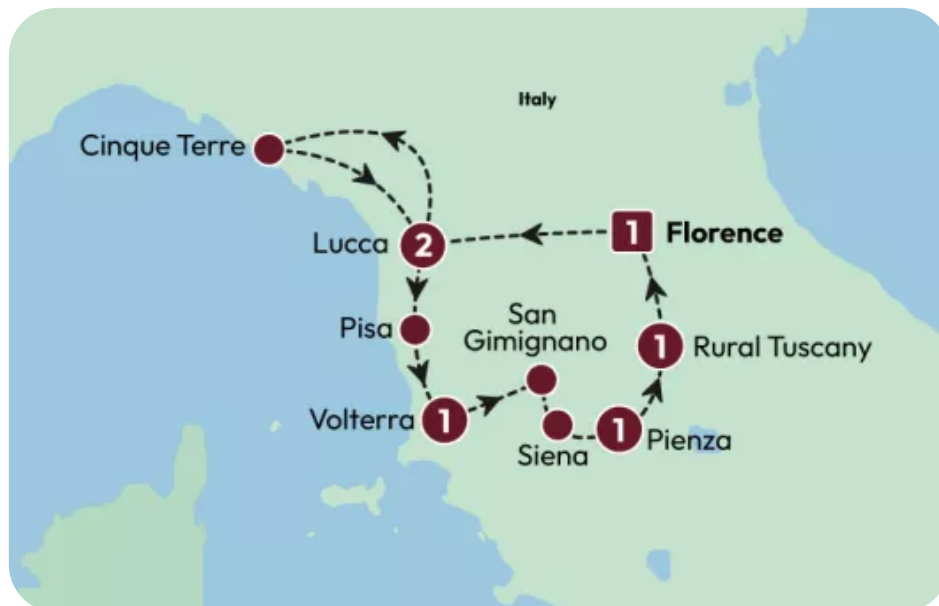 Italy
Cinque Terre
Lucca
2
1
Florence
Pisa
San
Gimignano
1
Rural Tuscany
Volterra
1
Siena
1
Pienza